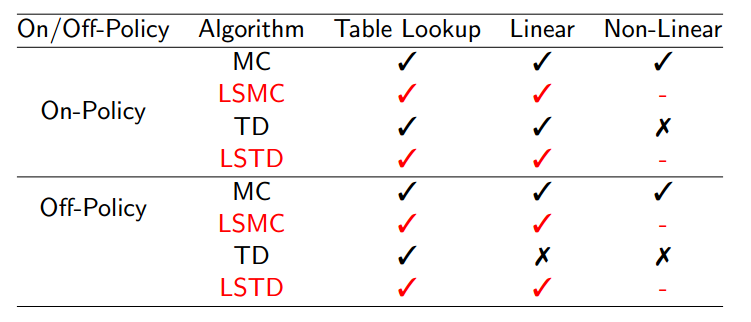 On/Off-Policy Algorithm Table Lookup Linear Non-Linear
MC ✓ ✓ ✓
LSMC ✓ ✓ -
On-Policy
TD ✓ ✓ ✗
LSTD ✓ ✓ -
MC ✓ ✓ ✓
Off-Policy
LSMC ✓ ✓ -
TD ✓ ✗ ✗
LSTD ✓ ✓ -